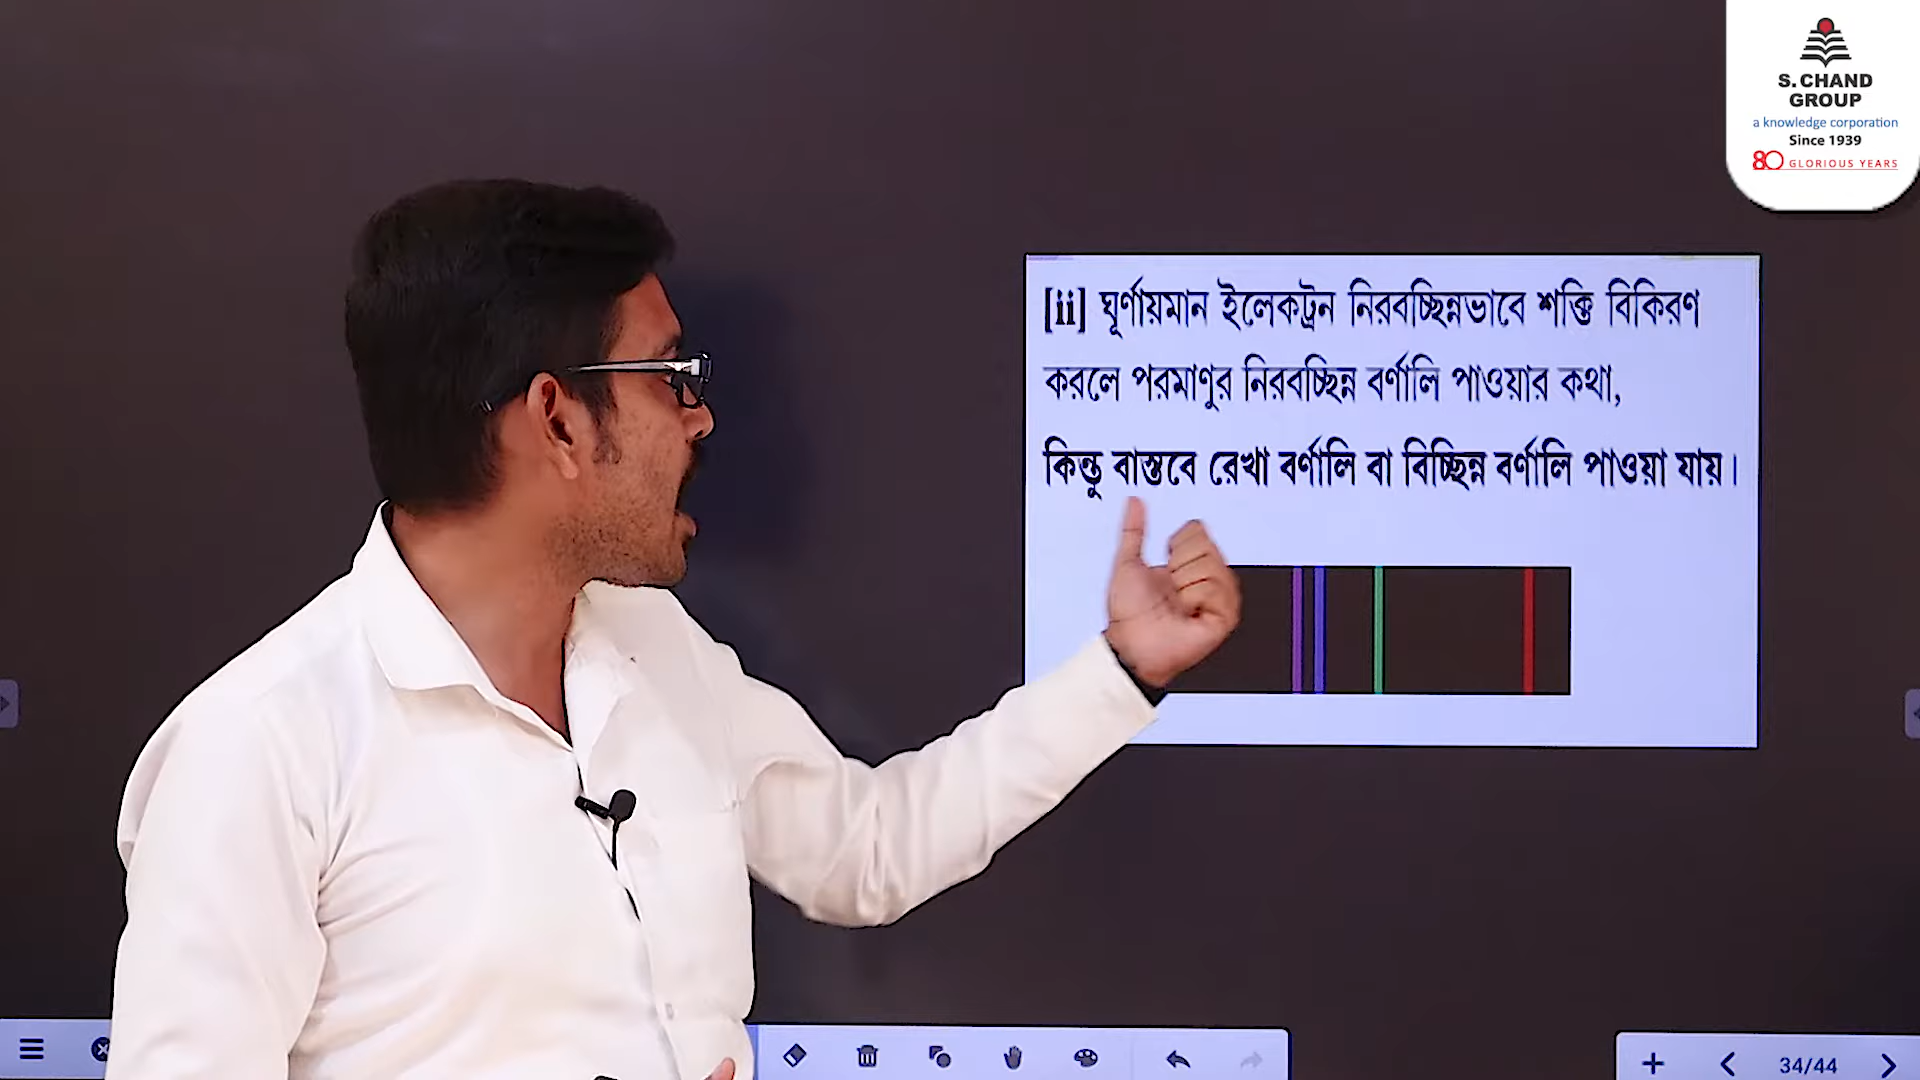 S. CHAND
GROUP
a knowledge corporation
Since 1939
80 GLORIOUS YEARS
[ii] ঘূর্ণায়মান ইলেকট্রন নিরবচ্ছিন্নভাবে শক্তি বিকিরণ
করলে পরমাণুর নিরবচ্ছিন্ন বর্ণালি পাওয়ার কথা,
কিন্তু বাস্তবে রেখা বর্ণালি বা বিচ্ছিন্ন বর্ণালি পাওয়া যায়।
34/44